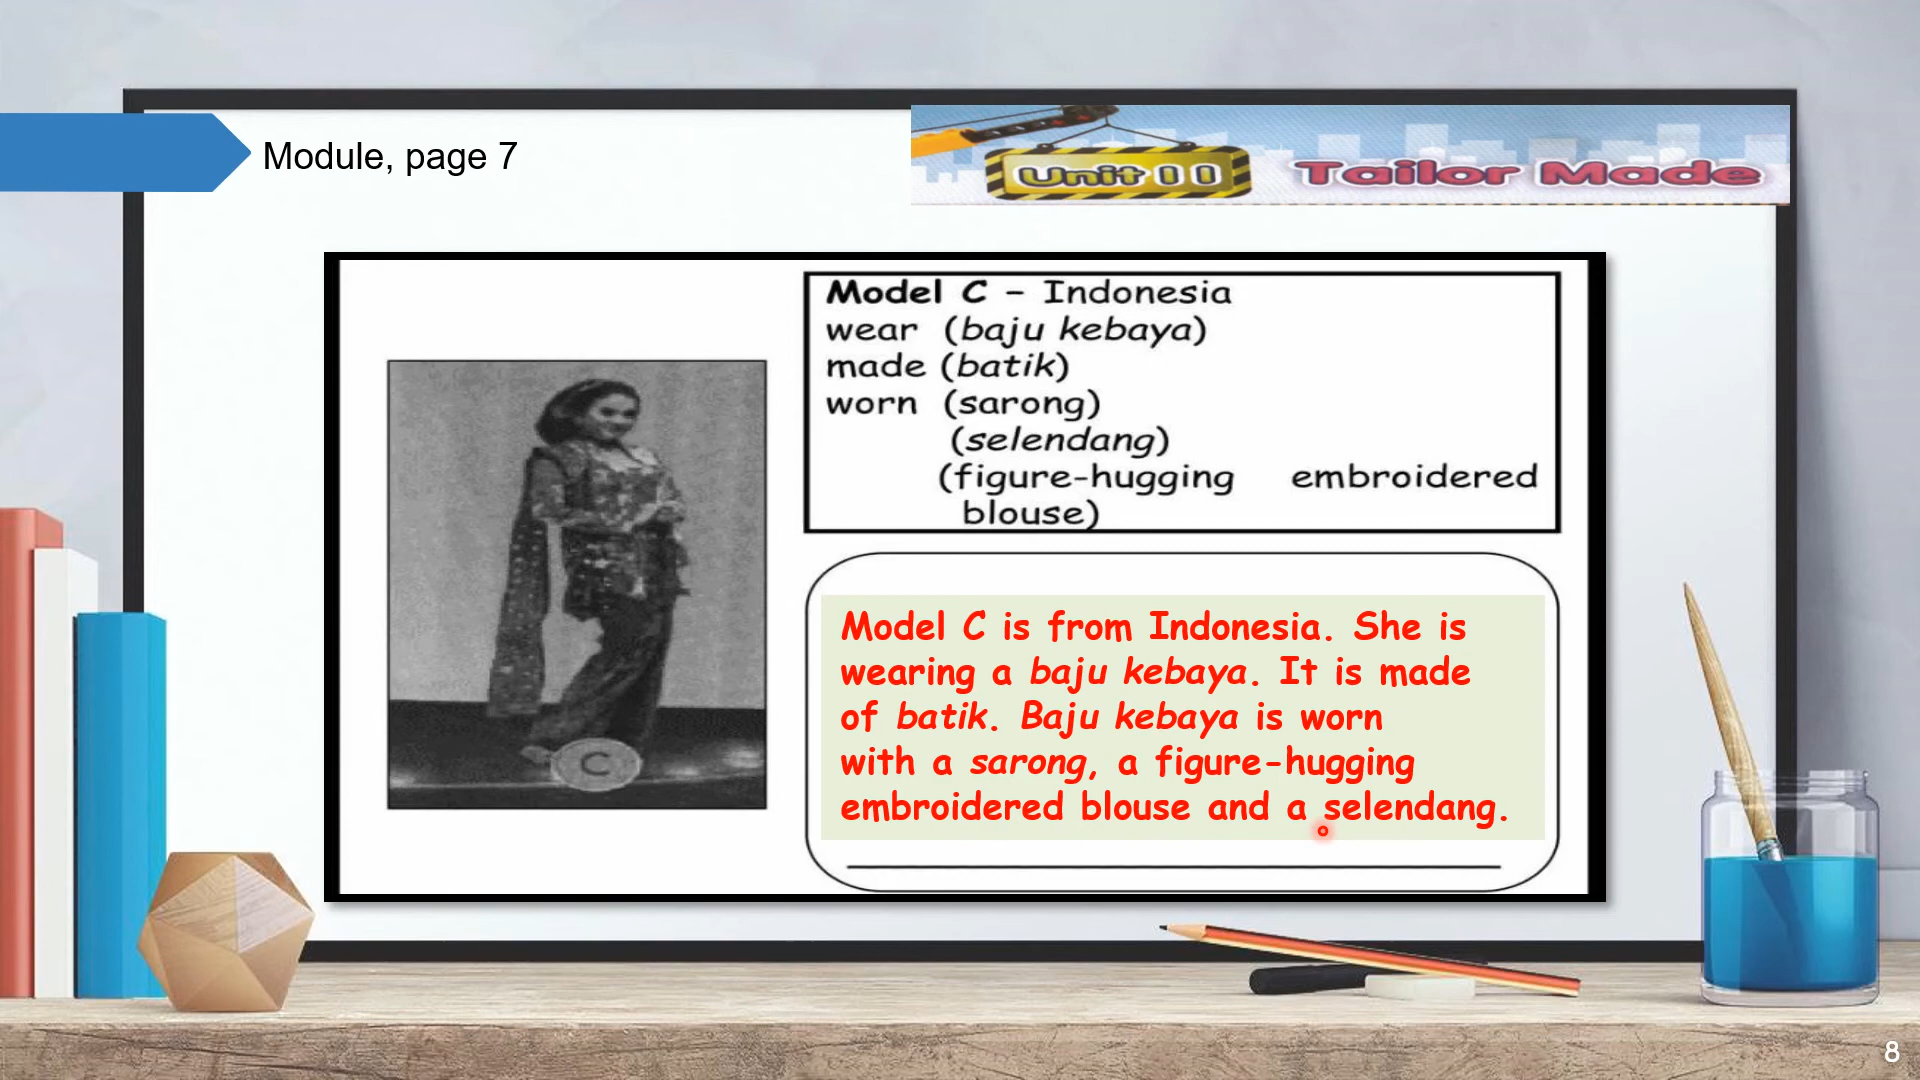 Module, page 7
Unit 11 Tailor Made
Model C – Indonesia
wear (baju kebaya)
made (batik)
worn (sarong)
(selendang)
(figure-hugging embroidered
blouse)
C
Model C is from Indonesia. She is
wearing a baju kebaya. It is made
of batik. Baju kebaya is worn
with a sarong, a figure-hugging
embroidered blouse and a selendang.
8